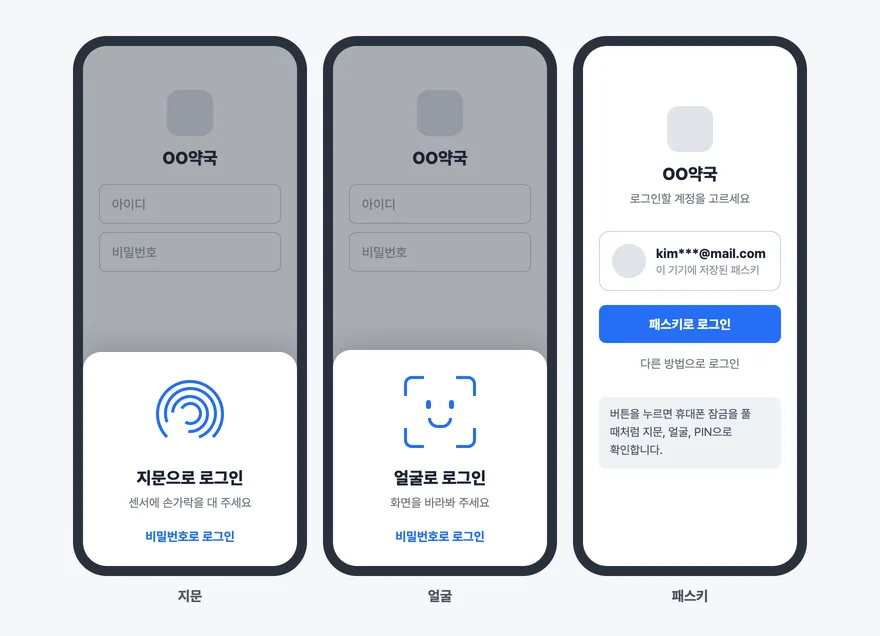 OO약국
아이디
비밀번호
지문으로 로그인
센서에 손가락을 대 주세요
비밀번호로 로그인
지문
OO약국
아이디
비밀번호
얼굴로 로그인
화면을 바라봐 주세요
비밀번호로 로그인
얼굴
OO약국
로그인할 계정을 고르세요
kim***@mail.com
이 기기에 저장된 패스키
패스키로 로그인
다른 방법으로 로그인
버튼을 누르면 휴대폰 잠금을 풀
때처럼 지문, 얼굴, PIN으로
확인합니다.
패스키